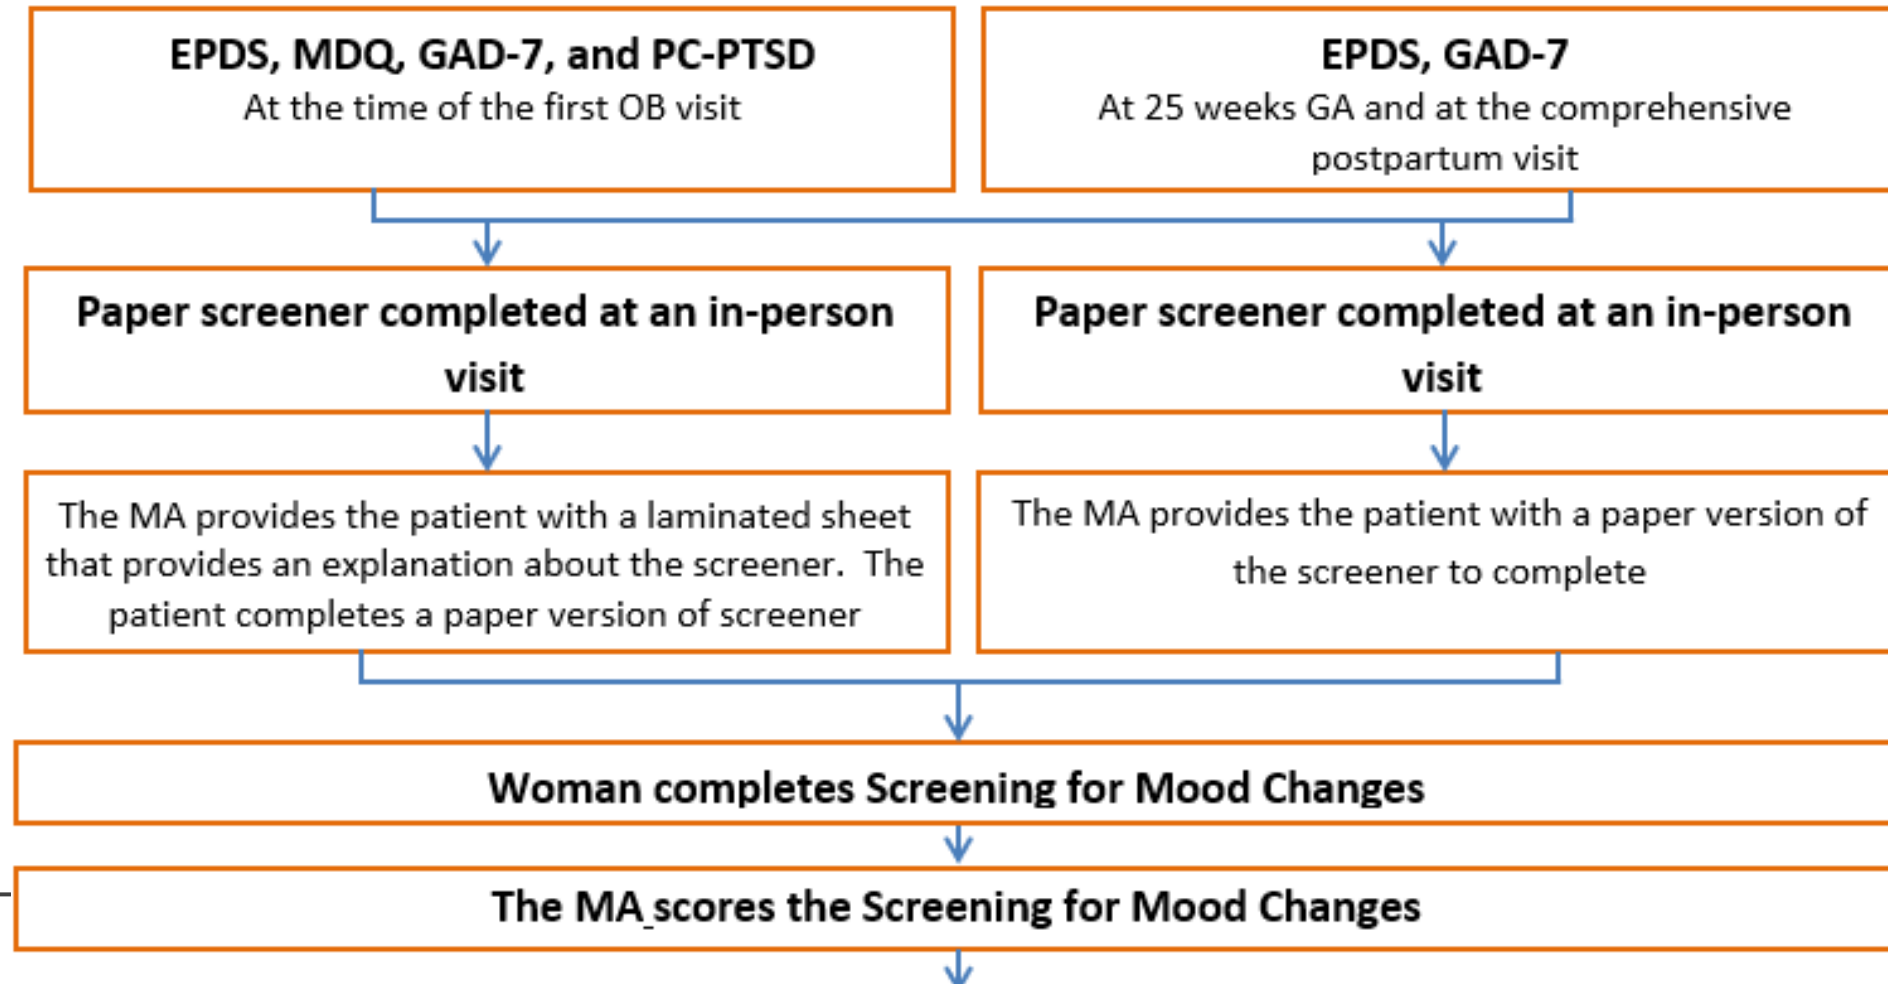 EPDS, MDQ, GAD-7, and PC-PTSD
At the time of the first OB visit
EPDS, GAD-7
At 25 weeks GA and at the comprehensive
postpartum visit
Paper screener completed at an in-person
visit
Paper screener completed at an in-person
visit
The MA provides the patient with a laminated sheet
that provides an explanation about the screener.  The
patient completes a paper version of screener
The MA provides the patient with a paper version of
the screener to complete
Woman completes Screening for Mood Changes
The MA scores the Screening for Mood Changes